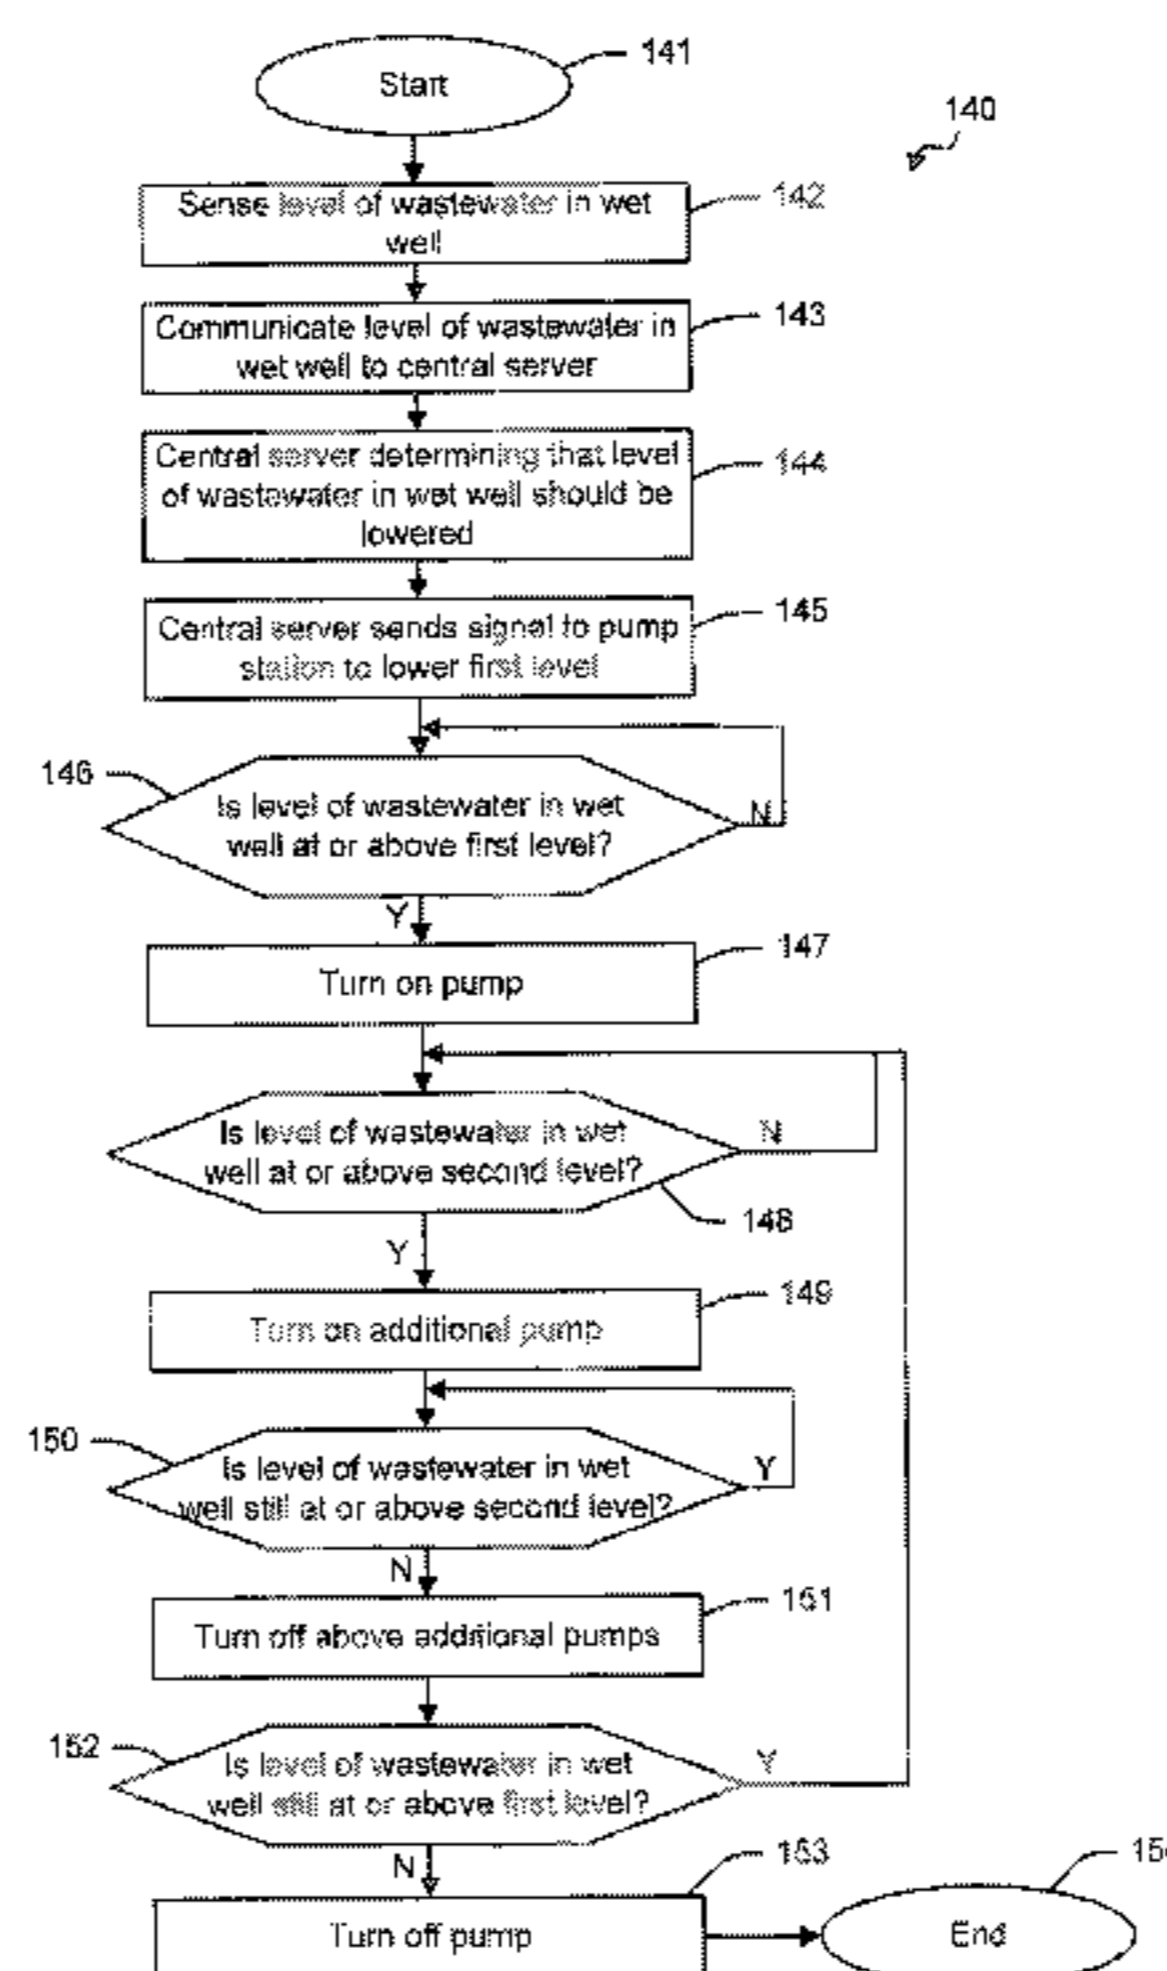 Start
141
140
Sense level of wastewater in wet
well
142
Communicate level of wastewater in
wet well to central server
143
Central server determining that level
of wastewater in wet well should be
lowered
144
Central server sends signal to pump
station to lower first level
145
146
Is level of wastewater in wet
well at or above first level?
N
Y
Turn on pump
147
Is level of wastewater in wet
well at or above second level?
N
148
Y
Turn on additional pump
149
150
Is level of wastewater in wet
well still at or above second level?
Y
N
Turn off above additional pumps
151
152
Is level of wastewater in wet
well still at or above first level?
Y
N
Turn off pump
153
End